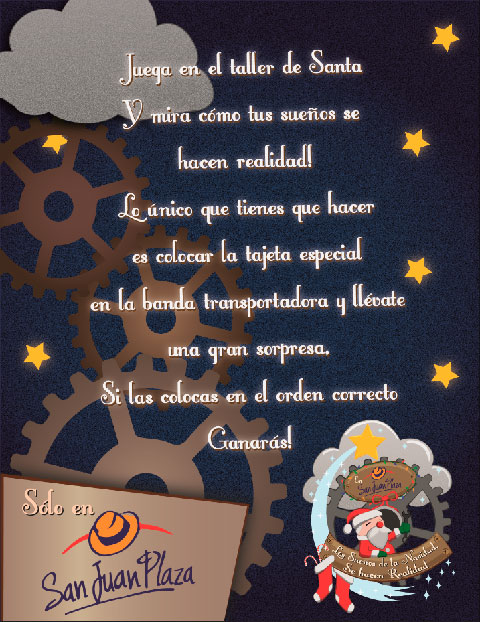 Juega en el taller de Santa
Y mira cómo tus sueños se
hacen realidad!
Lo único que tienes que hacer
es colocar la tajeta especial
en la banda transportadora y llévate
una gran sorpresa.
Si las colocas en el orden correcto
Ganarás!
Sólo en
San Juan Plaza
En
San Juan Plaza
Los Sueños de la Navidad
Se hacen Realidad